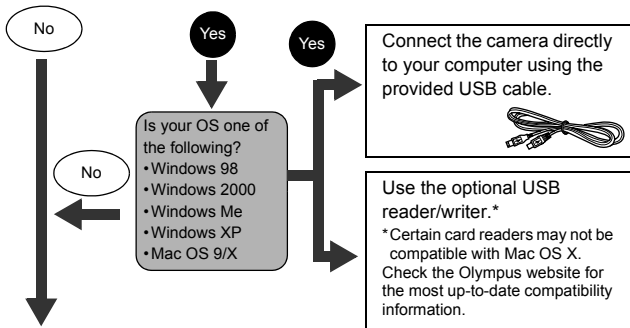 No
Yes
Yes
Connect the camera directly
to your computer using the
provided USB cable.
Is your OS one of
the following?
•Windows 98
•Windows 2000
•Windows Me
•Windows XP
•Mac OS 9/X
No
Use the optional USB
reader/writer.*
*Certain card readers may not be
compatible with Mac OS X.
Check the Olympus website for
the most up-to-date compatibility
information.